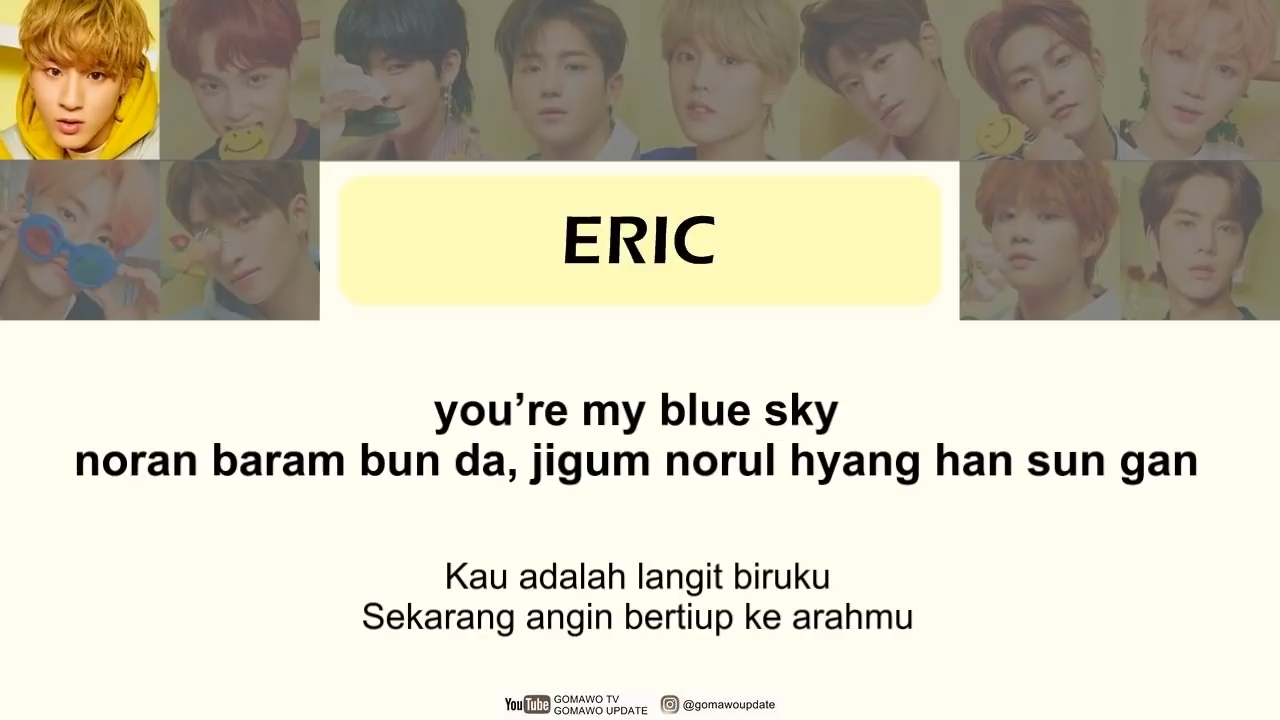 ERIC
you’re my blue sky
noran baram bun da, jigum norul hyang han sun gan
Kau adalah langit biruku
Sekarang angin bertiup ke arahmu
YouTube GOMAWO TV
GOMAWO UPDATE
@gomawoupdate